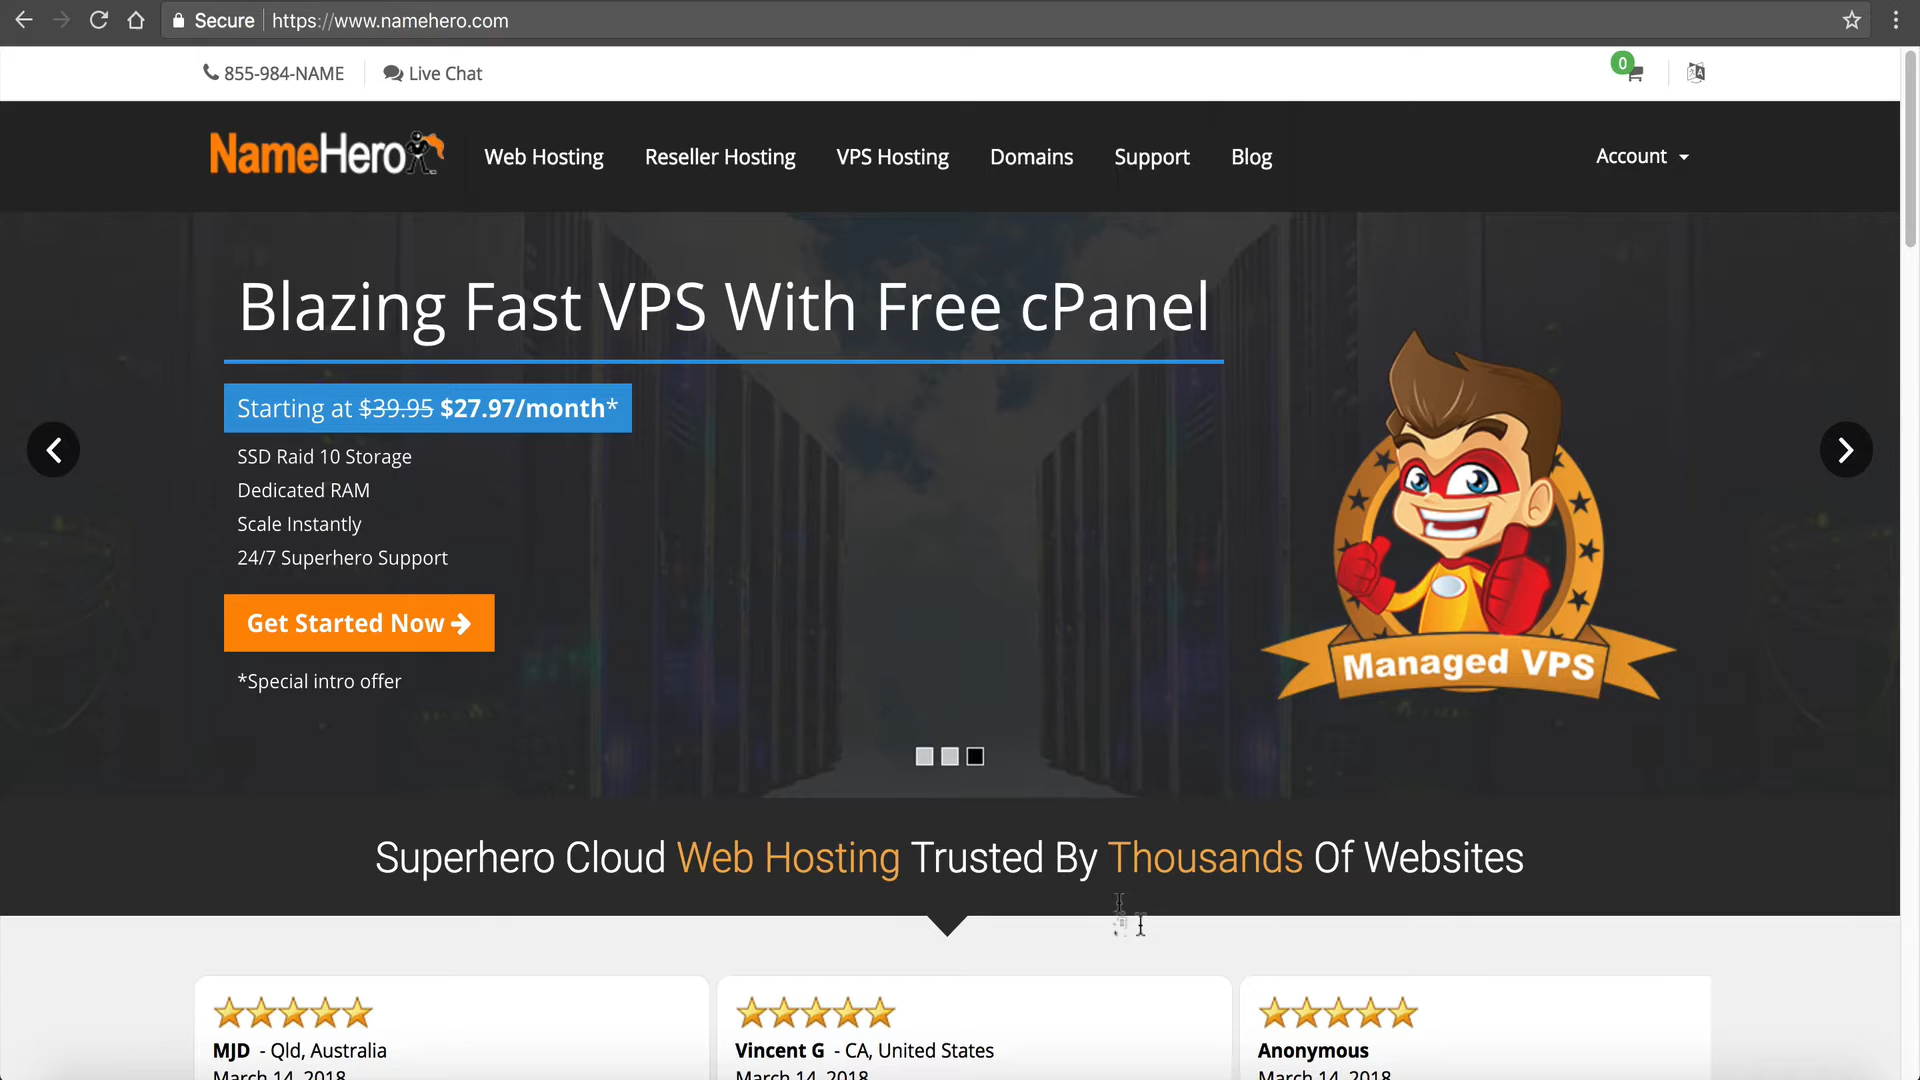 Secure https://www.namehero.com
855-984-NAME
Live Chat
0
NameHero
Web Hosting
Reseller Hosting
VPS Hosting
Domains
Support
Blog
Account
Blazing Fast VPS With Free cPanel
Starting at $39.95 $27.97/month*
SSD Raid 10 Storage
Dedicated RAM
Scale Instantly
24/7 Superhero Support
Get Started Now
*Special intro offer
Managed VPS
Superhero Cloud Web Hosting Trusted By Thousands Of Websites
MJD - Qld, Australia
March 14, 2018
Vincent G - CA, United States
March 14, 2018
Anonymous
March 14, 2018